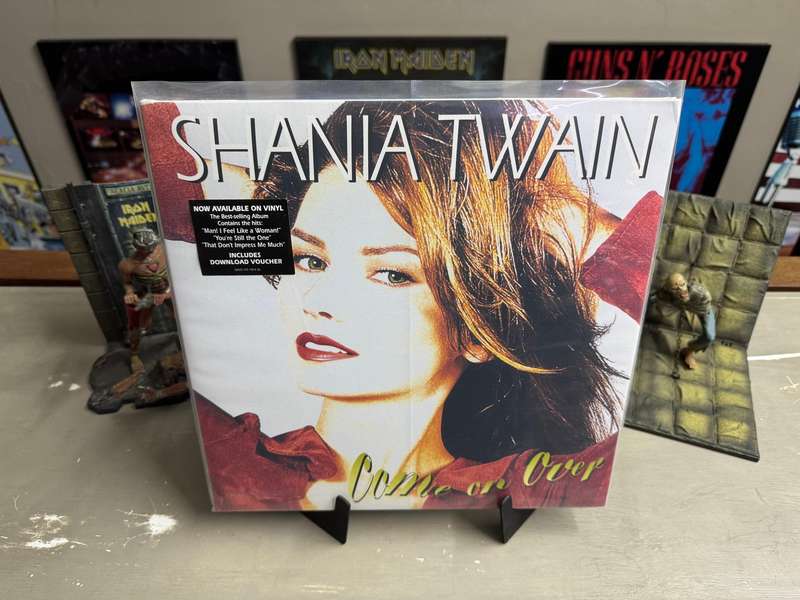 IRON MAIDEN
GUNS N' ROSES
SHANIA TWAIN
NOW AVAILABLE ON VINYL
The Best-selling Album
Contains the hits:
"Man! I Feel Like a Woman!"
"You're Still the One"
"That Don't Impress Me Much"
INCLUDES
DOWNLOAD VOUCHER
IRON
MAIDEN
Come on Over